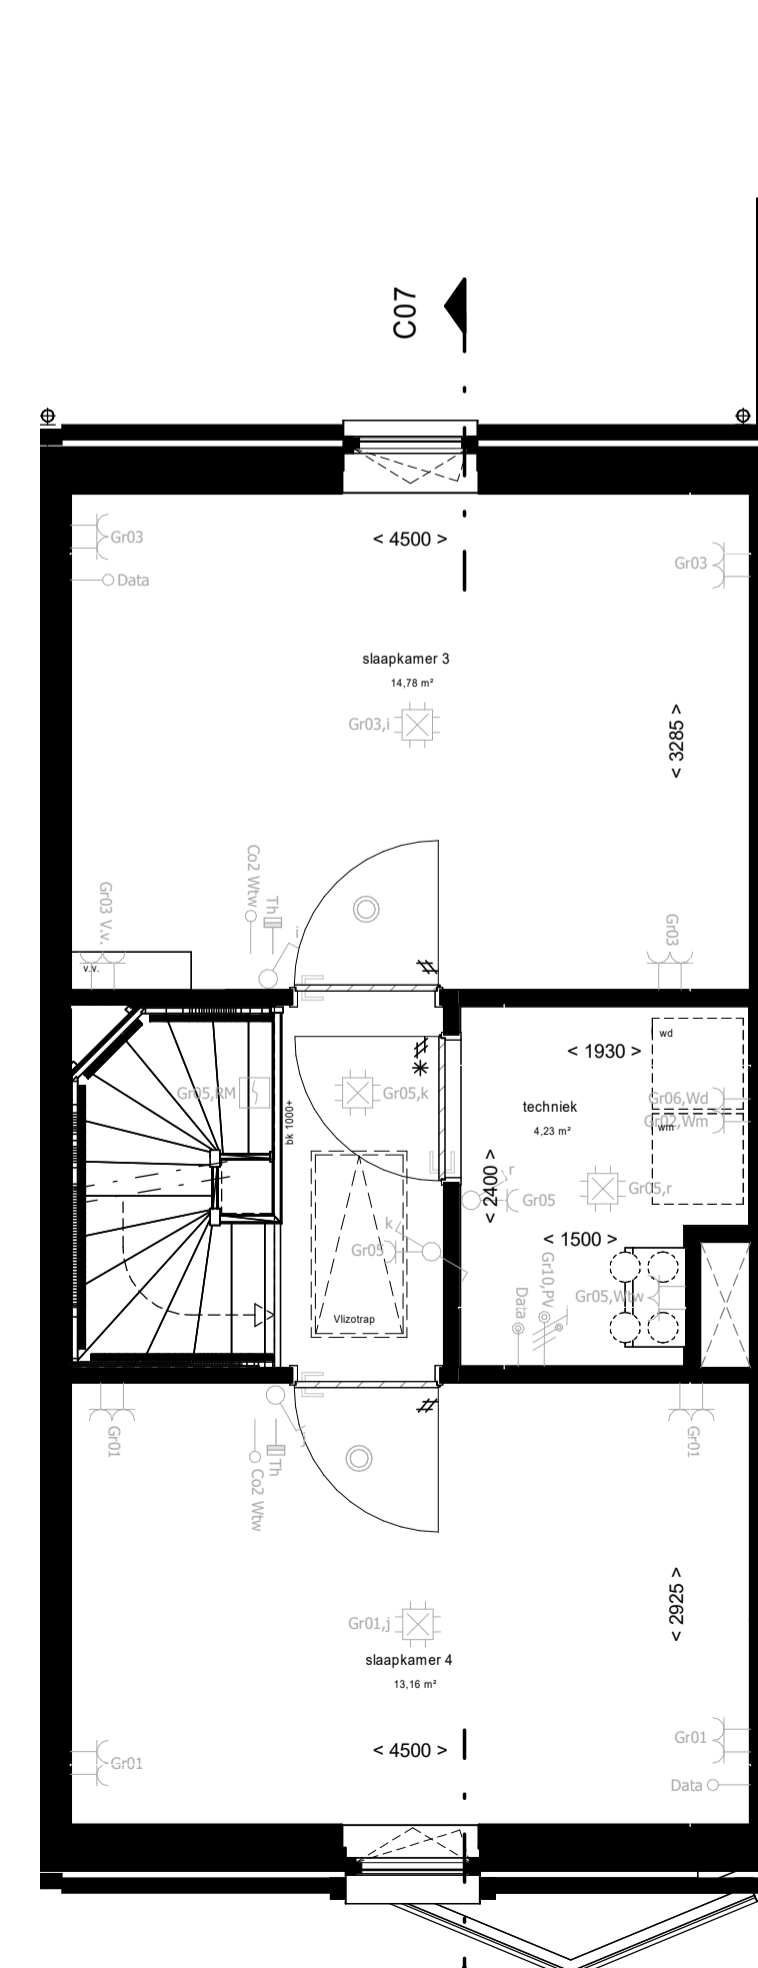 C07
< 4500 >
Gr03
Gr03
Data
slaapkamer 3
14,78 m²
Gr03,i
< 3285 >
Co2 Wtw
Th
i
Gr03 V.v.
v.v.
Gr03
wd
< 1930 >
Gr05,RM
Gr05,k
Gr06,Wd
techniek
Gr02,Wm
wm
4,23 m²
bk 1000+
< 2400 >
r
Gr05
Gr05,r
k
Gr05
< 1500 >
Data
Gr10,PV
Gr05,Wtw
Vlizotrap
Gr01
Co2 Wtw
Th
j
Gr01
< 2925 >
Gr01,j
slaapkamer 4
13,16 m²
Gr01
< 4500 >
Gr01
Data